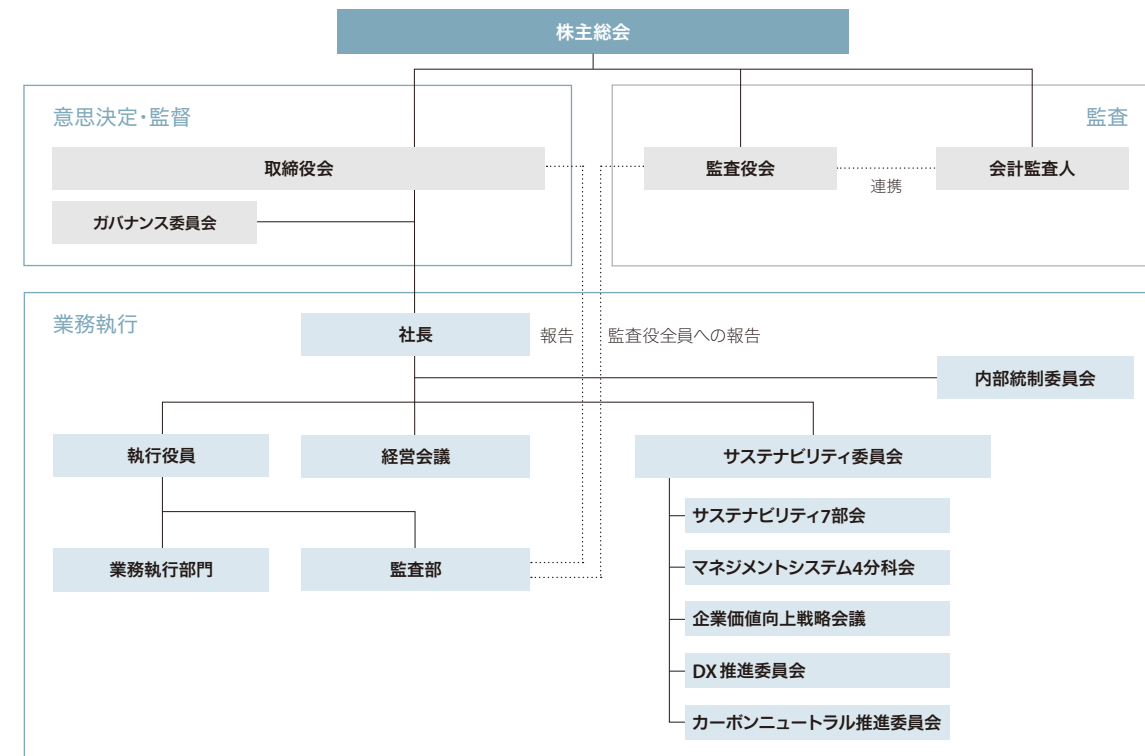 株主総会
意思決定・監督
監査
取締役会
監査役会
会計監査人
連携
ガバナンス委員会
業務執行
社長
報告
監査役全員への報告
内部統制委員会
執行役員
経営会議
サステナビリティ委員会
サステナビリティ7部会
業務執行部門
監査部
マネジメントシステム4分科会
企業価値向上戦略会議
DX 推進委員会
カーボンニュートラル推進委員会